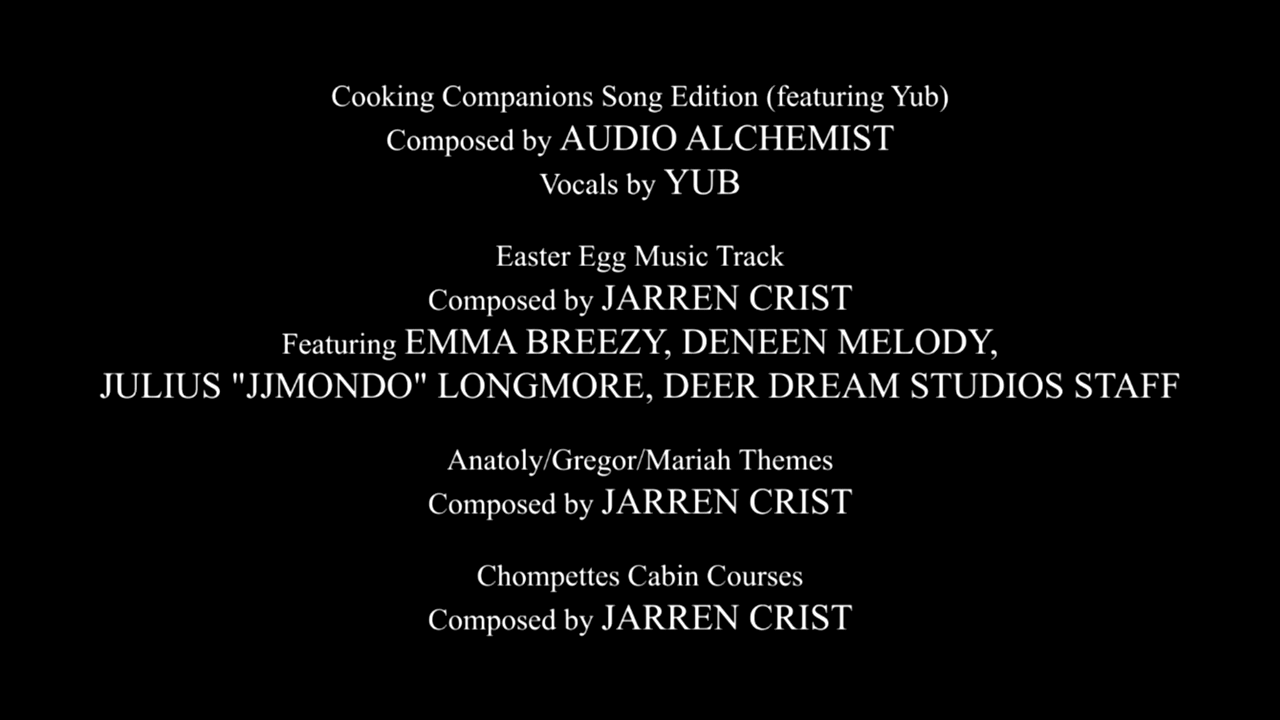 Cooking Companions Song Edition (featuring Yub)
Composed by AUDIO ALCHEMIST
Vocals by YUB
Easter Egg Music Track
Composed by JARREN CRIST
Featuring EMMA BREEZY, DENEEN MELODY,
JULIUS "JJMONDO" LONGMORE, DEER DREAM STUDIOS STAFF
Anatoly/Gregor/Mariah Themes
Composed by JARREN CRIST
Chompettes Cabin Courses
Composed by JARREN CRIST